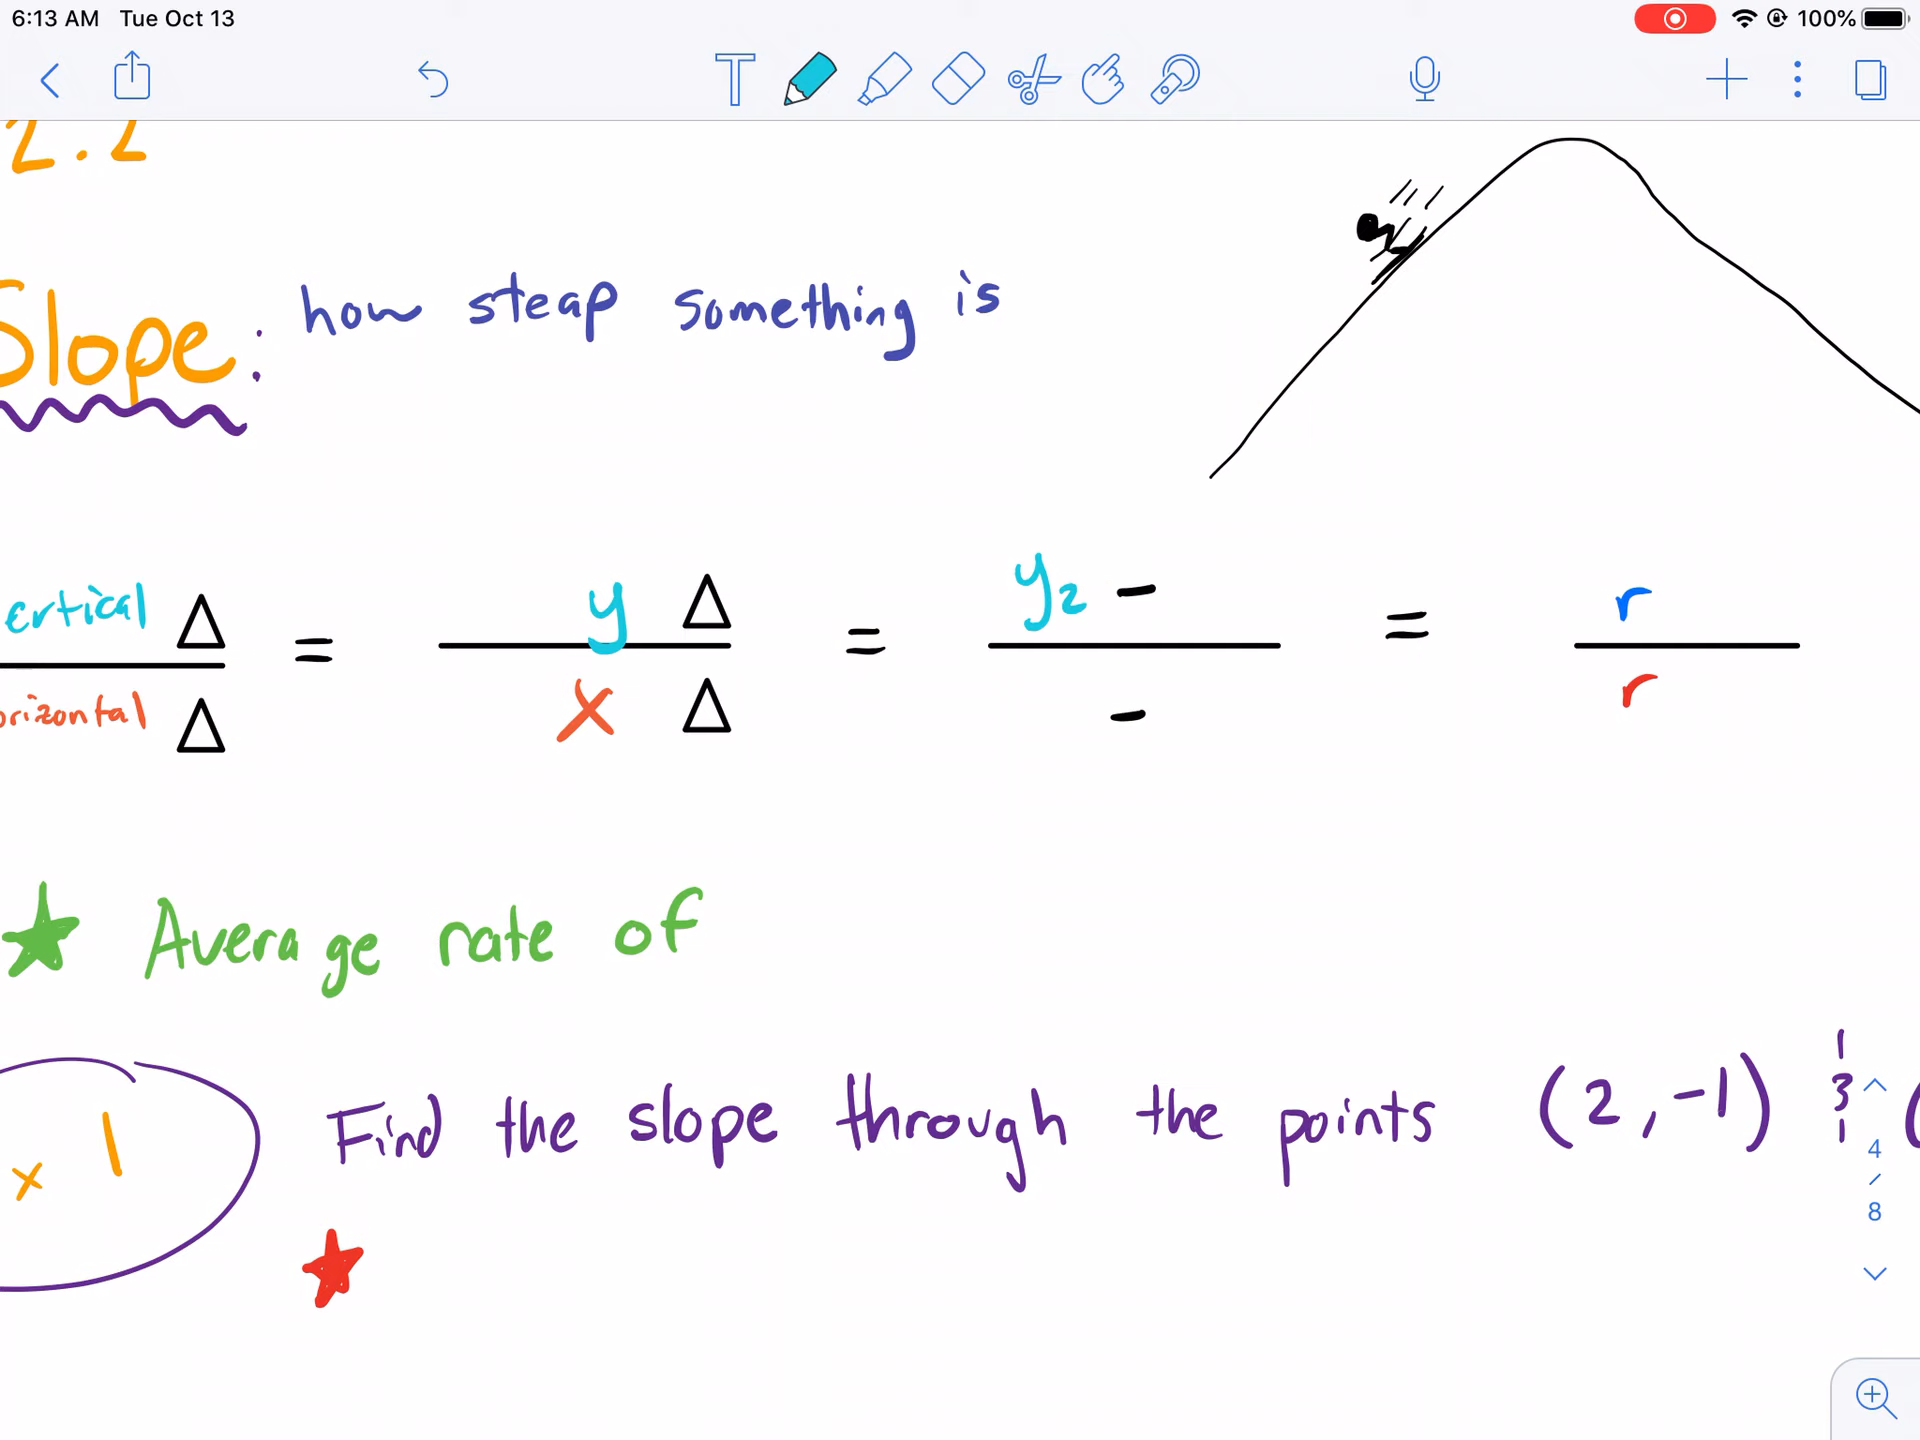 6:13 AM Tue Oct 13 100%
T
2.2
Slope: how steap something is
ertical Δ = y Δ = y₂ - = r
orizontal Δ x Δ - r
Average rate of
x 1 Find the slope through the points (2, -1) (
4
/
8